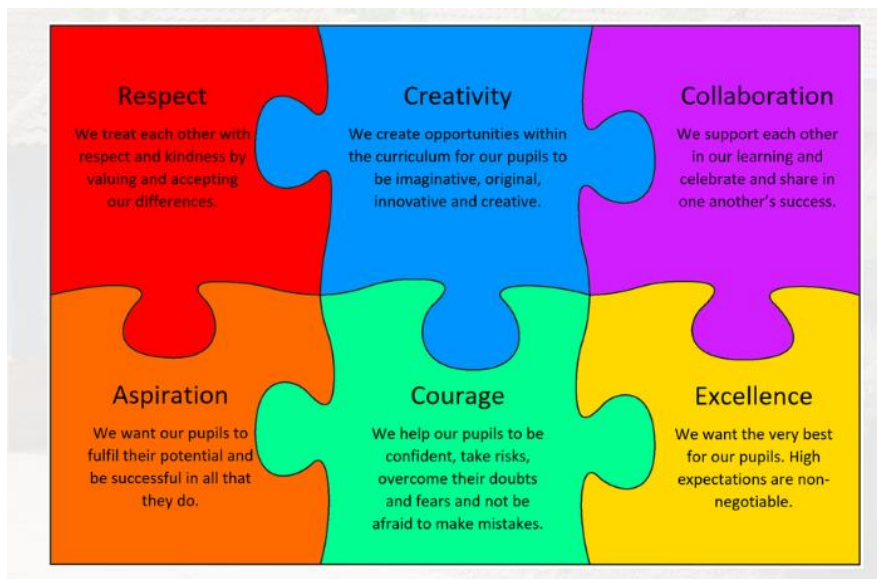 Respect
We treat each other with
respect and kindness by
valuing and accepting
our differences.
Creativity
We create opportunities within
the curriculum for our pupils to
be imaginative, original,
innovative and creative.
Collaboration
We support each other
in our learning and
celebrate and share in
one another's success.
Aspiration
We want our pupils to
fulfil their potential and
be successful in all that
they do.
Courage
We help our pupils to be
confident, take risks,
overcome their doubts
and fears and not be
afraid to make mistakes.
Excellence
We want the very best
for our pupils. High
expectations are non-
negotiable.